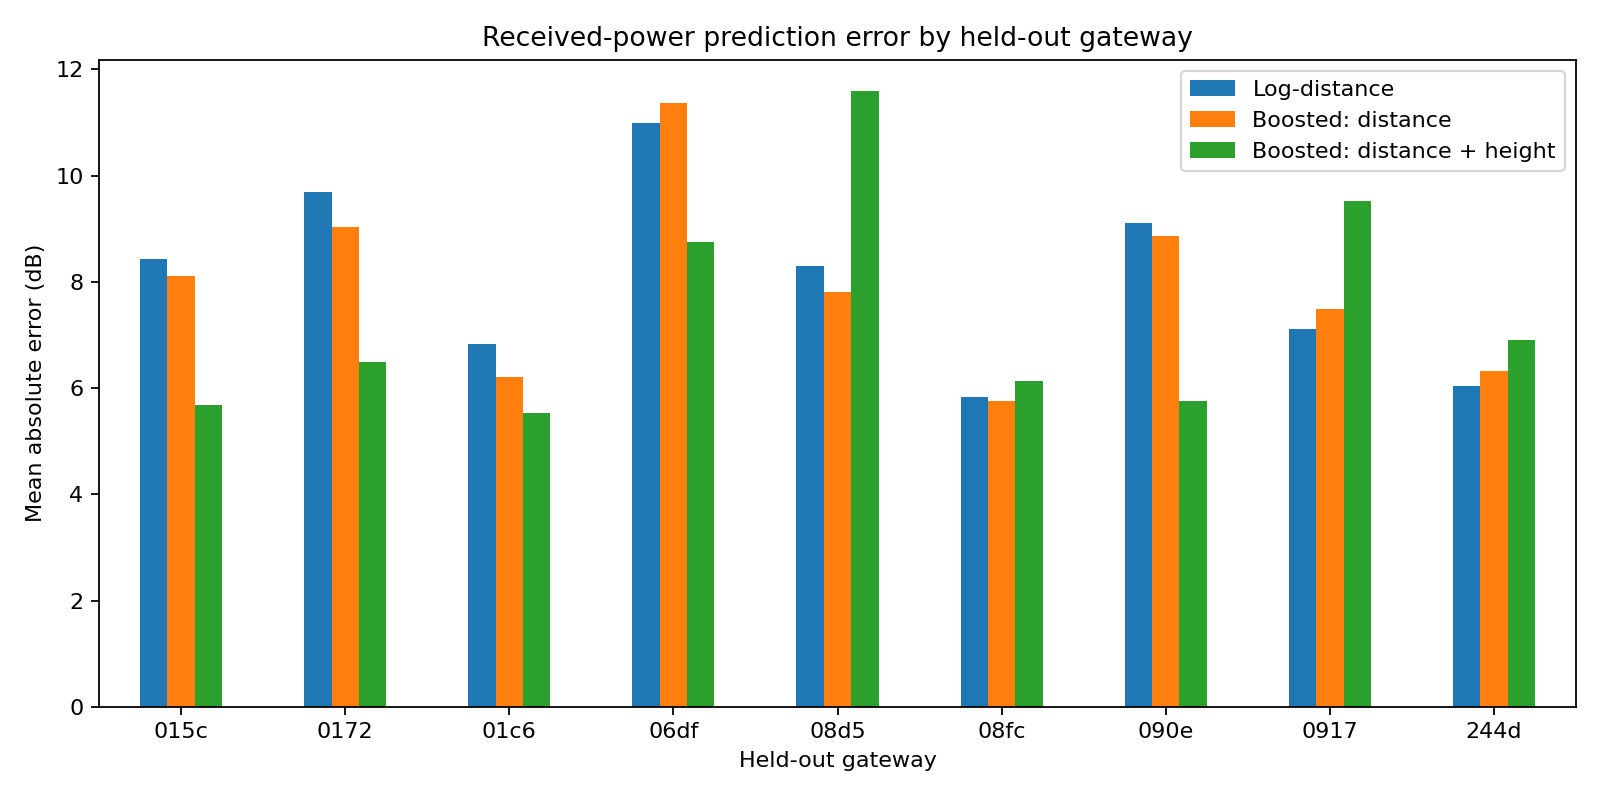 Received-power prediction error by held-out gateway
Log-distance
Boosted: distance
Boosted: distance + height
Mean absolute error (dB)
12
10
8
6
4
2
0
015c 0172 01c6 06df 08d5 08fc 090e 0917 244d
Held-out gateway